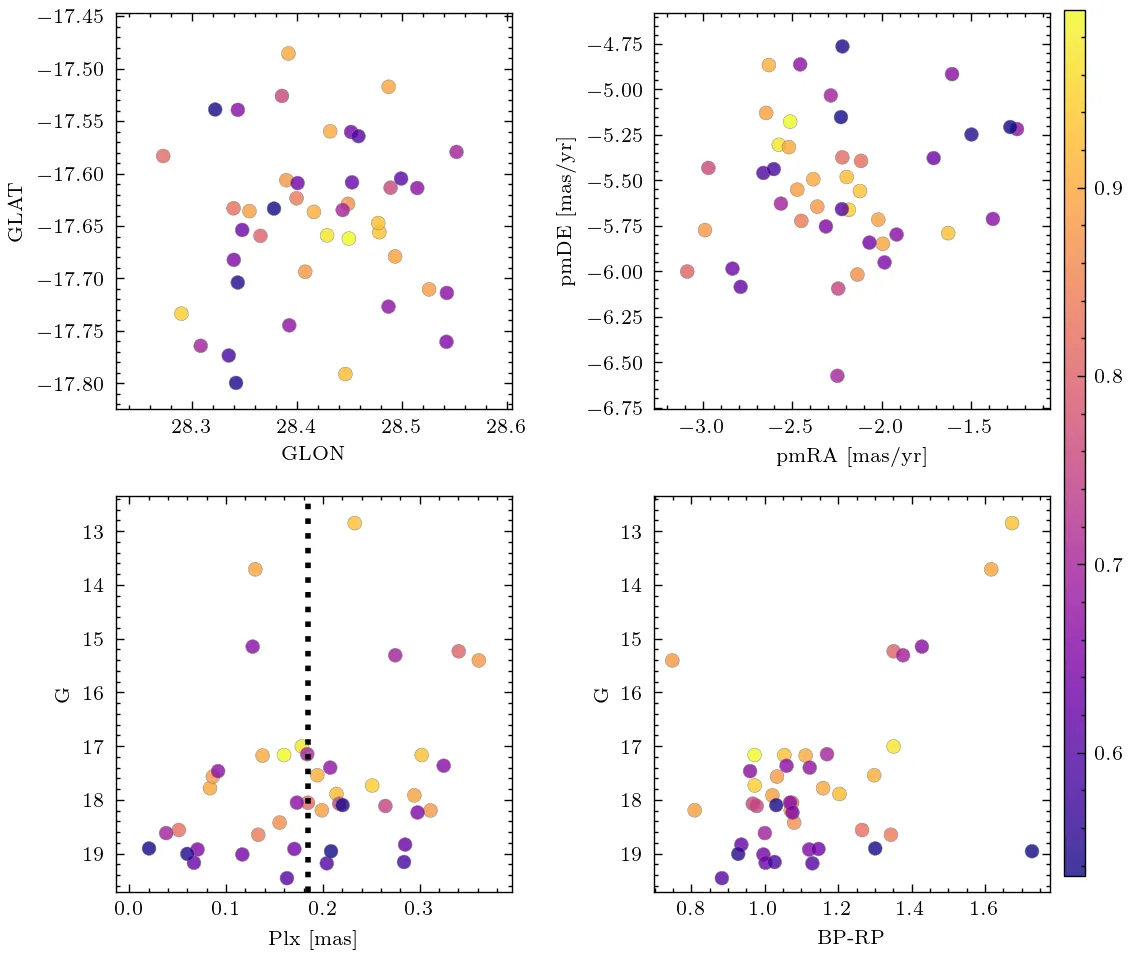 −17.45
−17.50
−17.55
−17.60
−17.65
−17.70
−17.75
−17.80
GLAT
28.3 28.4 28.5 28.6
GLON
−4.75
−5.00
−5.25
−5.50
−5.75
−6.00
−6.25
−6.50
−6.75
pmDE [mas/yr]
−3.0 −2.5 −2.0 −1.5
pmRA [mas/yr]
0.9
0.8
0.7
0.6
13
14
15
16
17
18
19
G
0.0 0.1 0.2 0.3
Plx [mas]
13
14
15
16
17
18
19
G
0.8 1.0 1.2 1.4 1.6
BP-RP